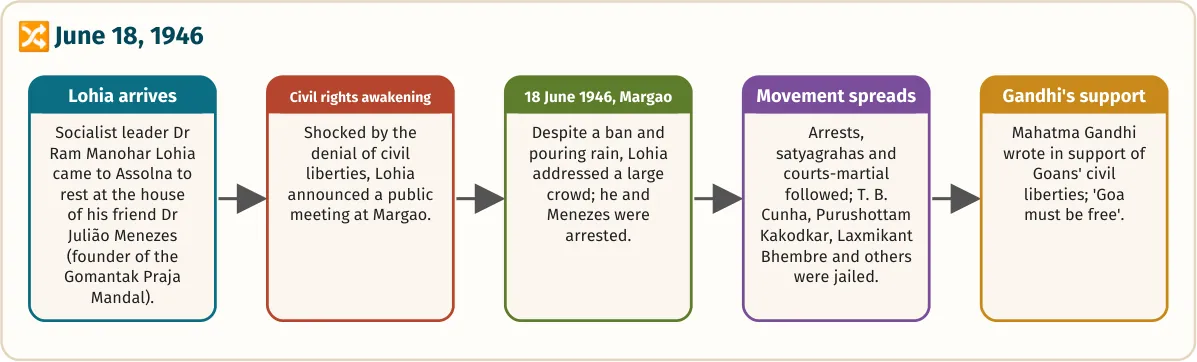 🔀 June 18, 1946
Lohia arrives
Socialist leader Dr
Ram Manohar Lohia
came to Assolna to
rest at the house
of his friend Dr
Julião Menezes
(founder of the
Gomantak Praja
Mandal).
Civil rights awakening
Shocked by the
denial of civil
liberties, Lohia
announced a public
meeting at Margao.
18 June 1946, Margao
Despite a ban and
pouring rain, Lohia
addressed a large
crowd; he and
Menezes were
arrested.
Movement spreads
Arrests,
satyagrahas and
courts-martial
followed; T. B.
Cunha, Purushottam
Kakodkar, Laxmikant
Bhembre and others
were jailed.
Gandhi's support
Mahatma Gandhi
wrote in support of
Goans' civil
liberties; 'Goa
must be free'.